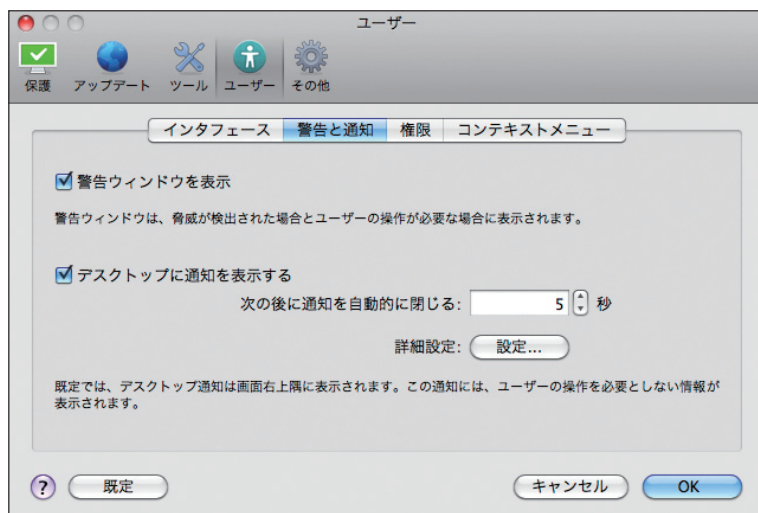 ユーザー
保護 アップデート ツール ユーザー その他
インタフェース 警告と通知 権限 コンテキストメニュー
警告ウィンドウを表示
警告ウィンドウは、脅威が検出された場合とユーザーの操作が必要な場合に表示されます。
デスクトップに通知を表示する
次の後に通知を自動的に閉じる: 5 秒
詳細設定: 設定...
既定では、デスクトップ通知は画面右上隅に表示されます。この通知には、ユーザーの操作を必要としない情報が
表示されます。
? 既定 キャンセル OK